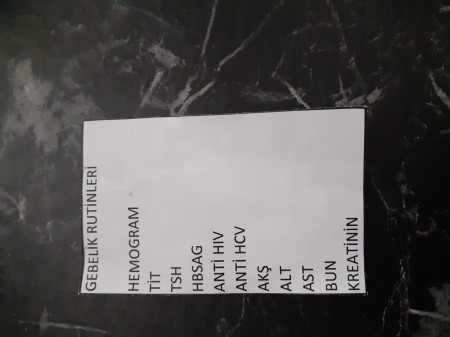 GEBELİK RUTİNLERİ
HEMOGRAM
TİT
TSH
HBSAG
ANTİ HIV
ANTİ HCV
AKŞ
ALT
AST
BUN
KREATİNİN